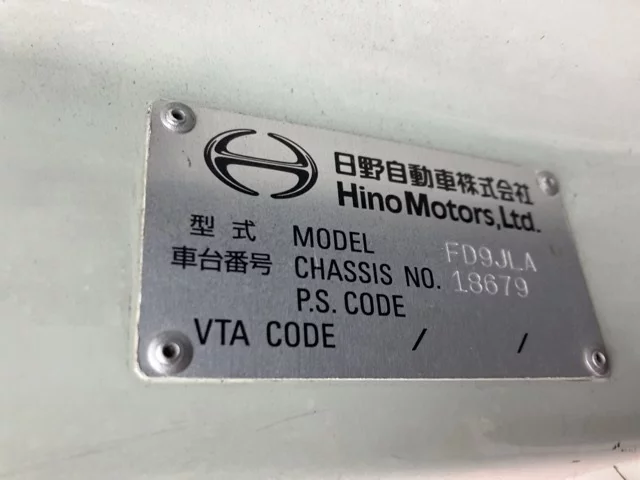 日野自動車株式会社
Hino Motors, Ltd.
型式 MODEL FD9JLA
車台番号 CHASSIS NO. 18679
P.S. CODE
VTA CODE / /